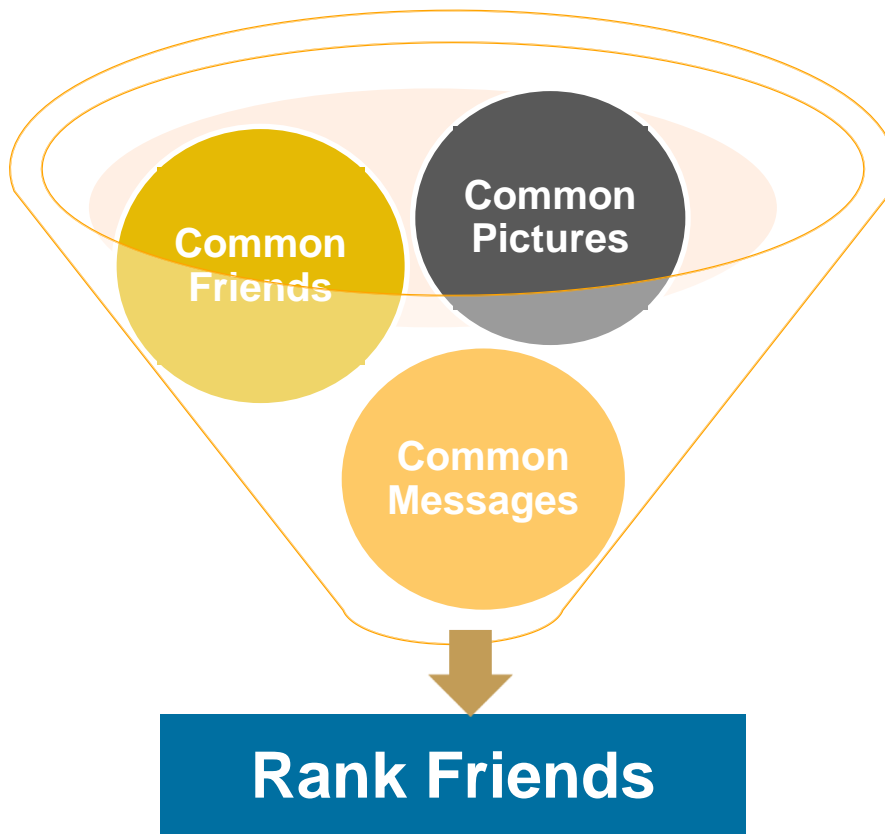 Common
Friends
Common
Pictures
Common
Messages
Rank Friends